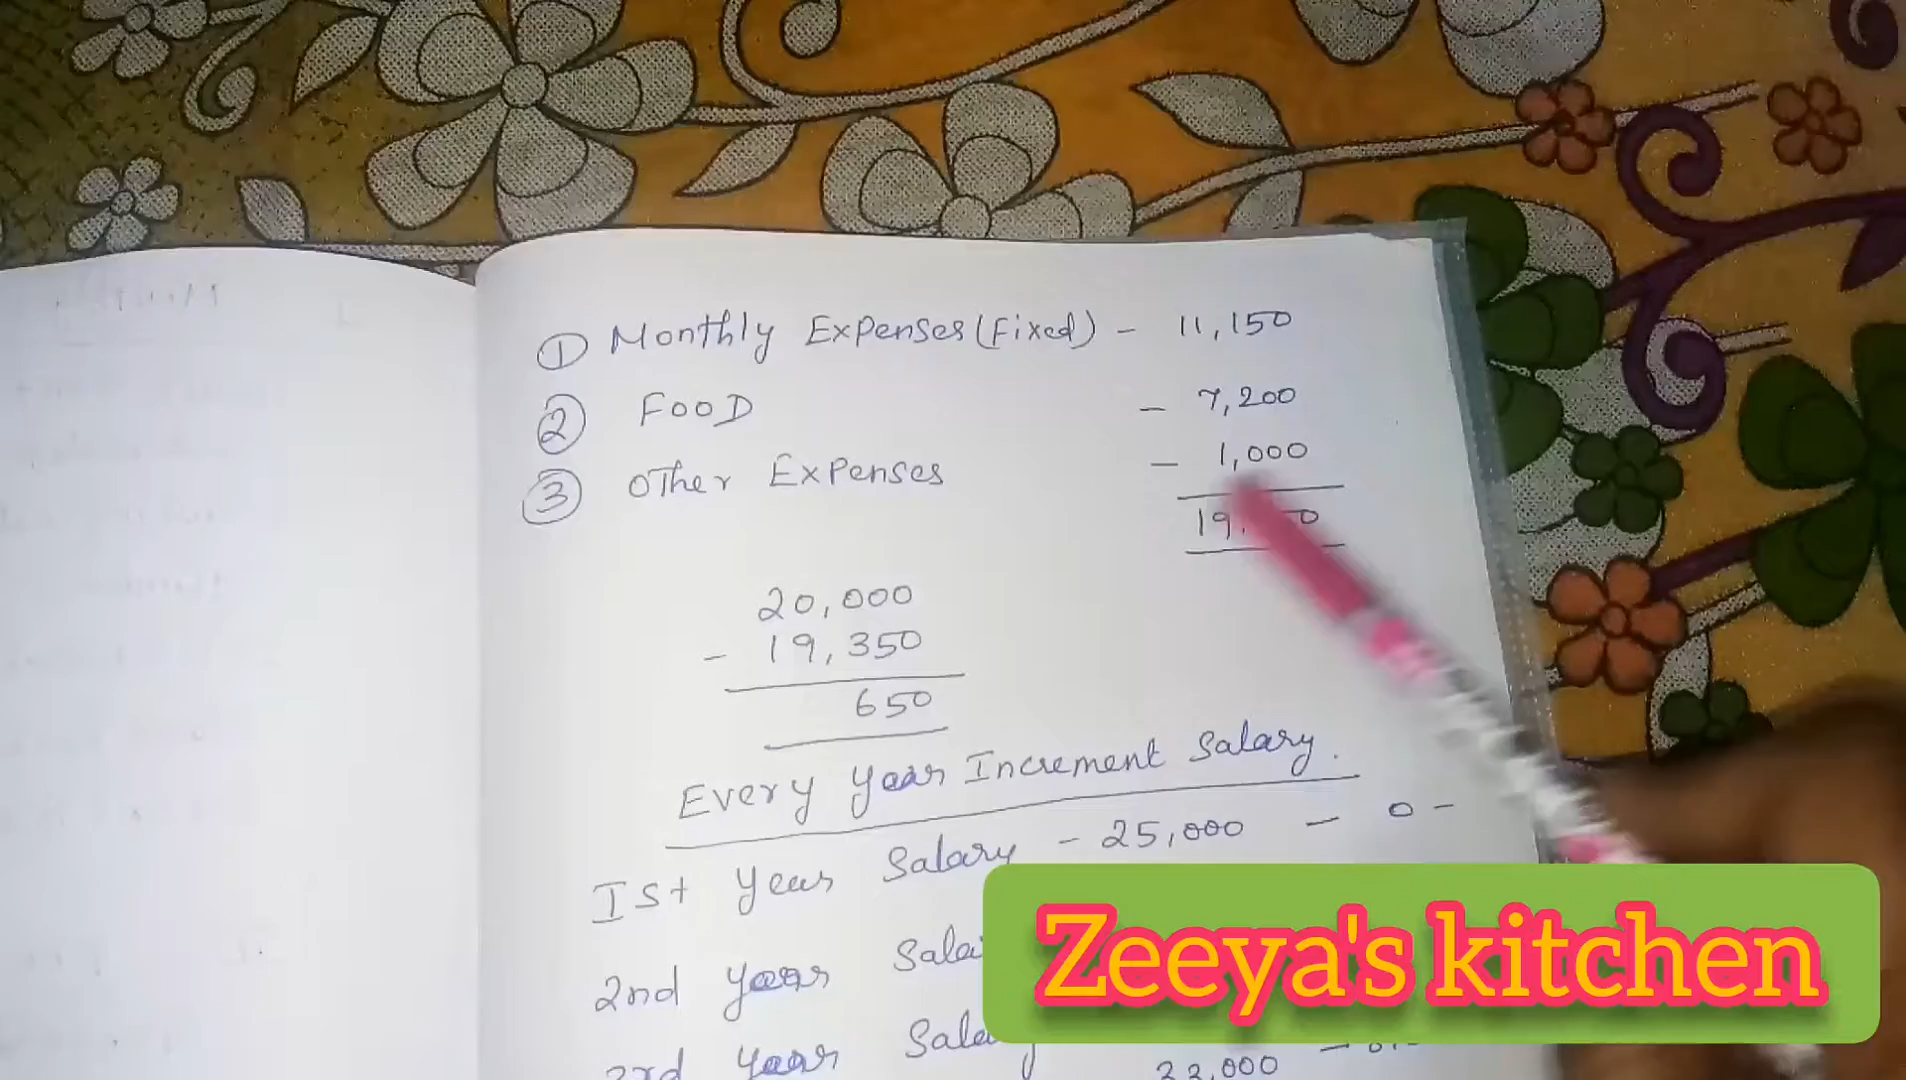 ① Monthly Expenses (Fixed) - 11,150
② FOOD - 7,200
③ Other Expenses - 1,000
20,000
- 19,350
650
Every Year Increment Salary.
Ist Year Salary - 25,000 - 0 -
2nd Year
3rd Year
Zeeya's kitchen